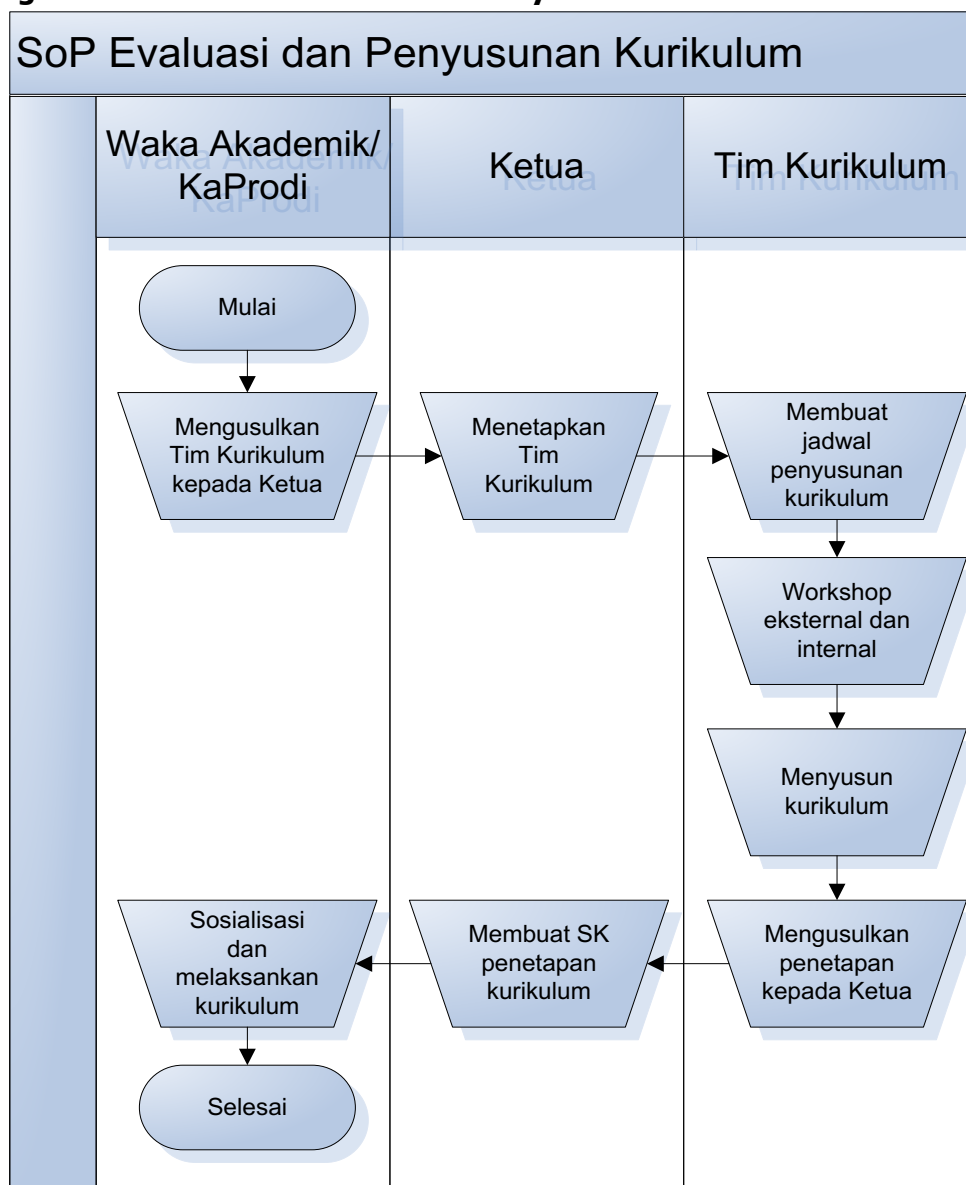 SoP Evaluasi dan Penyusunan Kurikulum
Waka Akademik/
KaProdi
Ketua
Tim Kurikulum
Mulai
Mengusulkan
Tim Kurikulum
kepada Ketua
Menetapkan
Tim
Kurikulum
Membuat
jadwal
penyusunan
kurikulum
Workshop
eksternal dan
internal
Menyusun
kurikulum
Mengusulkan
penetapan
kepada Ketua
Membuat SK
penetapan
kurikulum
Sosialisasi
dan
melaksankan
kurikulum
Selesai